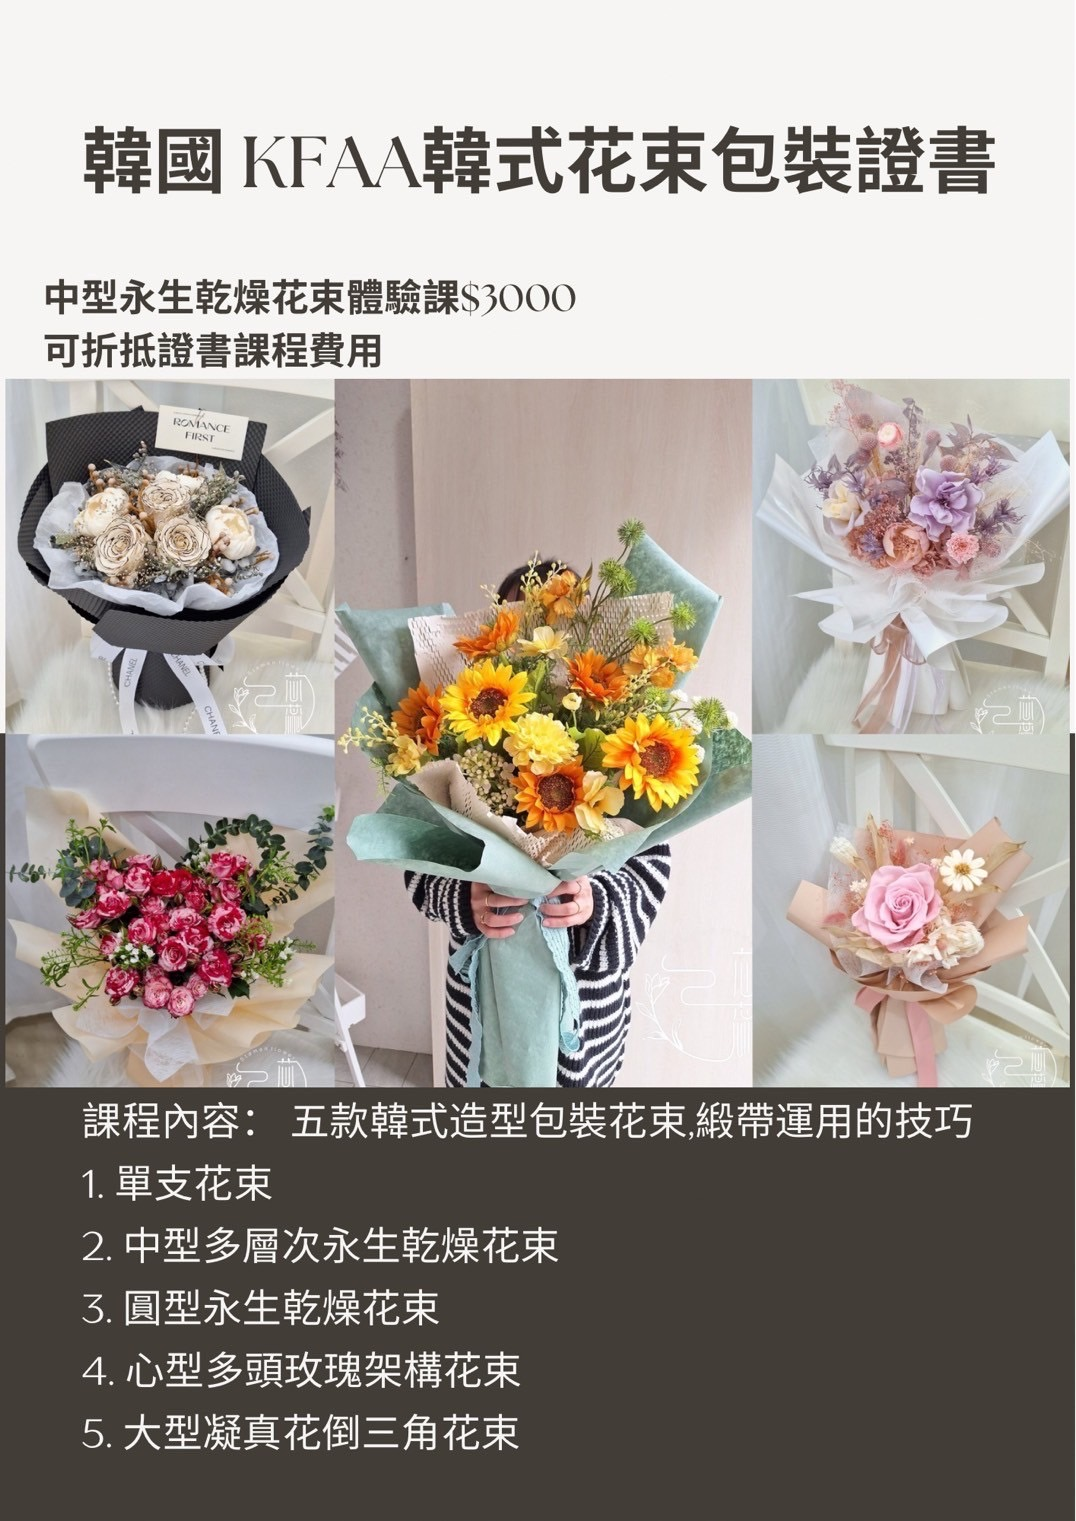 韓國 KFAA韓式花束包裝證書
中型永生乾燥花束體驗課$3000
可折抵證書課程費用
ROMANCE
FIRST
CHANEL
CHANEL
課程內容： 五款韓式造型包裝花束,緞帶運用的技巧
1. 單支花束
2. 中型多層次永生乾燥花束
3. 圓型永生乾燥花束
4. 心型多頭玫瑰架構花束
5. 大型凝真花倒三角花束